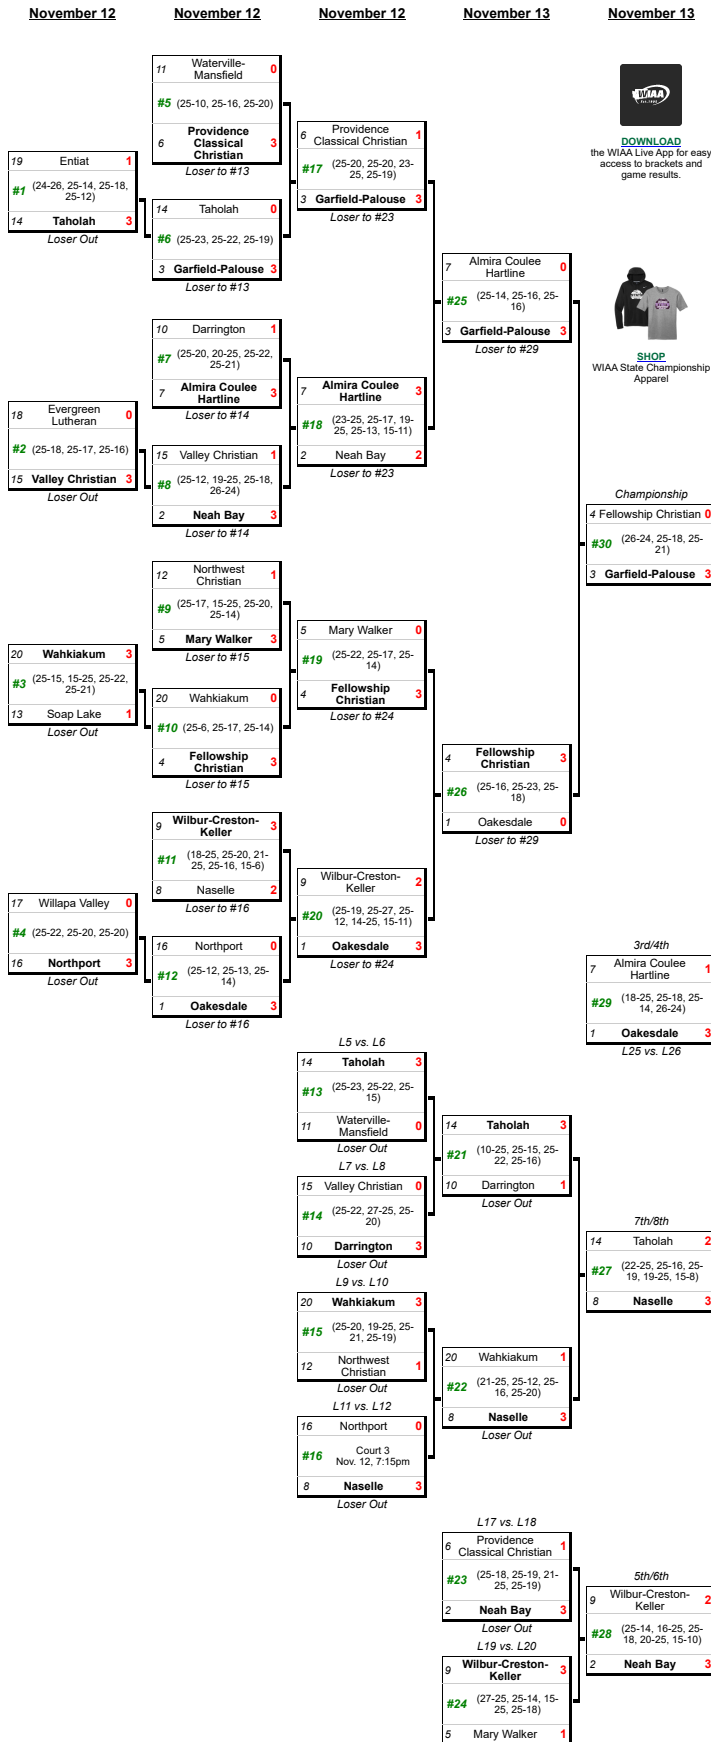 November 12
November 12
November 12
November 13
November 13
19 Entiat 1
#1 (24-26, 25-14, 25-18,
25-12)
14 Taholah 3
Loser Out
18 Evergreen
Lutheran 0
#2 (25-18, 25-17, 25-16)
15 Valley Christian 3
Loser Out
20 Wahkiakum 3
#3 (25-15, 15-25, 25-22,
25-21)
13 Soap Lake 1
Loser Out
17 Willapa Valley 0
#4 (25-22, 25-20, 25-20)
16 Northport 3
Loser Out
11 Waterville-
Mansfield 0
#5 (25-10, 25-16, 25-20)
6 Providence
Classical
Christian 3
Loser to #13
14 Taholah 0
#6 (25-23, 25-22, 25-19)
3 Garfield-Palouse 3
Loser to #13
10 Darrington 1
#7 (25-20, 20-25, 25-22,
25-21)
7 Almira Coulee
Hartline 3
Loser to #14
15 Valley Christian 1
#8 (25-12, 19-25, 25-18,
26-24)
2 Neah Bay 3
Loser to #14
12 Northwest
Christian 1
#9 (25-17, 15-25, 25-20,
25-14)
5 Mary Walker 3
Loser to #15
20 Wahkiakum 0
#10 (25-6, 25-17, 25-14)
4 Fellowship
Christian 3
Loser to #15
9 Wilbur-Creston-
Keller 3
#11 (18-25, 25-20, 21-
25, 25-16, 15-6)
8 Naselle 2
Loser to #16
16 Northport 0
#12 (25-12, 25-13, 25-
14)
1 Oakesdale 3
Loser to #16
6 Providence
Classical Christian 1
#17 (25-20, 25-20, 23-
25, 25-19)
3 Garfield-Palouse 3
Loser to #23
7 Almira Coulee
Hartline 3
#18 (23-25, 25-17, 19-
25, 25-13, 15-11)
2 Neah Bay 2
Loser to #23
5 Mary Walker 0
#19 (25-22, 25-17, 25-
14)
4 Fellowship
Christian 3
Loser to #24
9 Wilbur-Creston-
Keller 2
#20 (25-19, 25-27, 25-
12, 14-25, 15-11)
1 Oakesdale 3
Loser to #24
L5 vs. L6
14 Taholah 3
#13 (25-23, 25-22, 25-
15)
11 Waterville-
Mansfield 0
Loser Out
L7 vs. L8
15 Valley Christian 0
#14 (25-22, 27-25, 25-
20)
10 Darrington 3
Loser Out
L9 vs. L10
20 Wahkiakum 3
#15 (25-20, 19-25, 25-
21, 25-19)
12 Northwest
Christian 1
Loser Out
L11 vs. L12
16 Northport 0
#16 Court 3
Nov. 12, 7:15pm
8 Naselle 3
Loser Out
7 Almira Coulee
Hartline 0
#25 (25-14, 25-16, 25-
16)
3 Garfield-Palouse 3
Loser to #29
4 Fellowship
Christian 3
#26 (25-16, 25-23, 25-
18)
1 Oakesdale 0
Loser to #29
14 Taholah 3
#21 (10-25, 25-15, 25-
22, 25-16)
10 Darrington 1
Loser Out
20 Wahkiakum 1
#22 (21-25, 25-12, 25-
16, 25-20)
8 Naselle 3
Loser Out
L17 vs. L18
6 Providence
Classical Christian 1
#23 (25-18, 25-19, 21-
25, 25-19)
2 Neah Bay 3
Loser Out
L19 vs. L20
9 Wilbur-Creston-
Keller 3
#24 (27-25, 25-14, 15-
25, 25-18)
5 Mary Walker 1
WIAA
DOWNLOAD
the WIAA Live App for easy
access to brackets and
game results.
SHOP
WIAA State Championship
Apparel
Championship
4 Fellowship Christian 0
#30 (26-24, 25-18, 25-
21)
3 Garfield-Palouse 3
3rd/4th
7 Almira Coulee
Hartline 1
#29 (18-25, 25-18, 25-
14, 26-24)
1 Oakesdale 3
L25 vs. L26
7th/8th
14 Taholah 2
#27 (22-25, 25-16, 25-
19, 19-25, 15-8)
8 Naselle 3
5th/6th
9 Wilbur-Creston-
Keller 2
#28 (25-14, 16-25, 25-
18, 20-25, 15-10)
2 Neah Bay 3